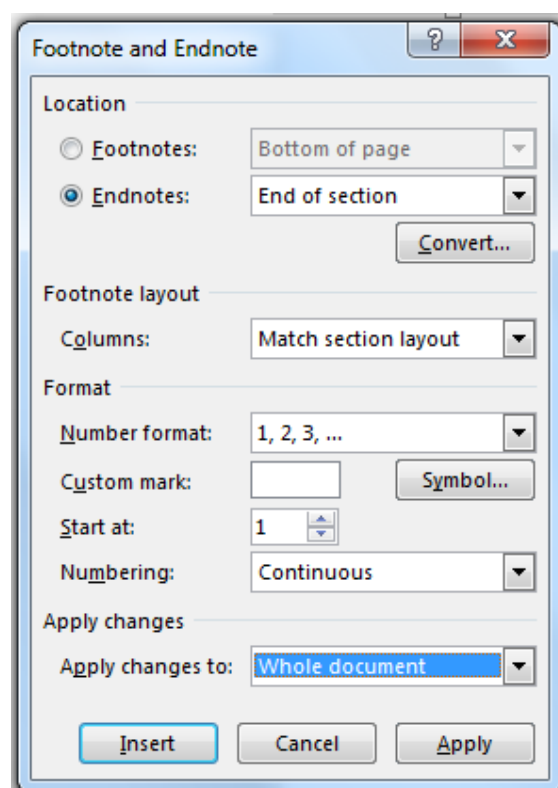 Footnote and Endnote
Location
Footnotes: Bottom of page
Endnotes: End of section
Convert...
Footnote layout
Columns: Match section layout
Format
Number format: 1, 2, 3, ...
Custom mark: Symbol...
Start at: 1
Numbering: Continuous
Apply changes
Apply changes to: Whole document
Insert Cancel Apply